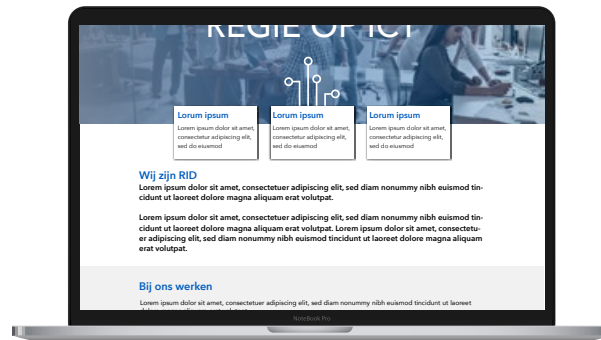 REGIE OP ICT
Lorum ipsum
Lorem ipsum dolor sit amet,
consectetur adipiscing elit,
sed do eiusmod
Lorum ipsum
Lorem ipsum dolor sit amet,
consectetur adipiscing elit,
sed do eiusmod
Lorum ipsum
Lorem ipsum dolor sit amet,
consectetur adipiscing elit,
sed do eiusmod
Wij zijn RID
Lorem ipsum dolor sit amet, consectetuer adipiscing elit, sed diam nonummy nibh euismod tin-
cidunt ut laoreet dolore magna aliquam erat volutpat.
Lorem ipsum dolor sit amet, consectetuer adipiscing elit, sed diam nonummy nibh euismod tin-
cidunt ut laoreet dolore magna aliquam erat volutpat. Lorem ipsum dolor sit amet, consectetu-
er adipiscing elit, sed diam nonummy nibh euismod tincidunt ut laoreet dolore magna aliquam
erat volutpat.
Bij ons werken
Lorem ipsum dolor sit amet, consectetuer adipiscing elit, sed diam nonummy nibh euismod tincidunt ut laoreet
NoteBook Pro